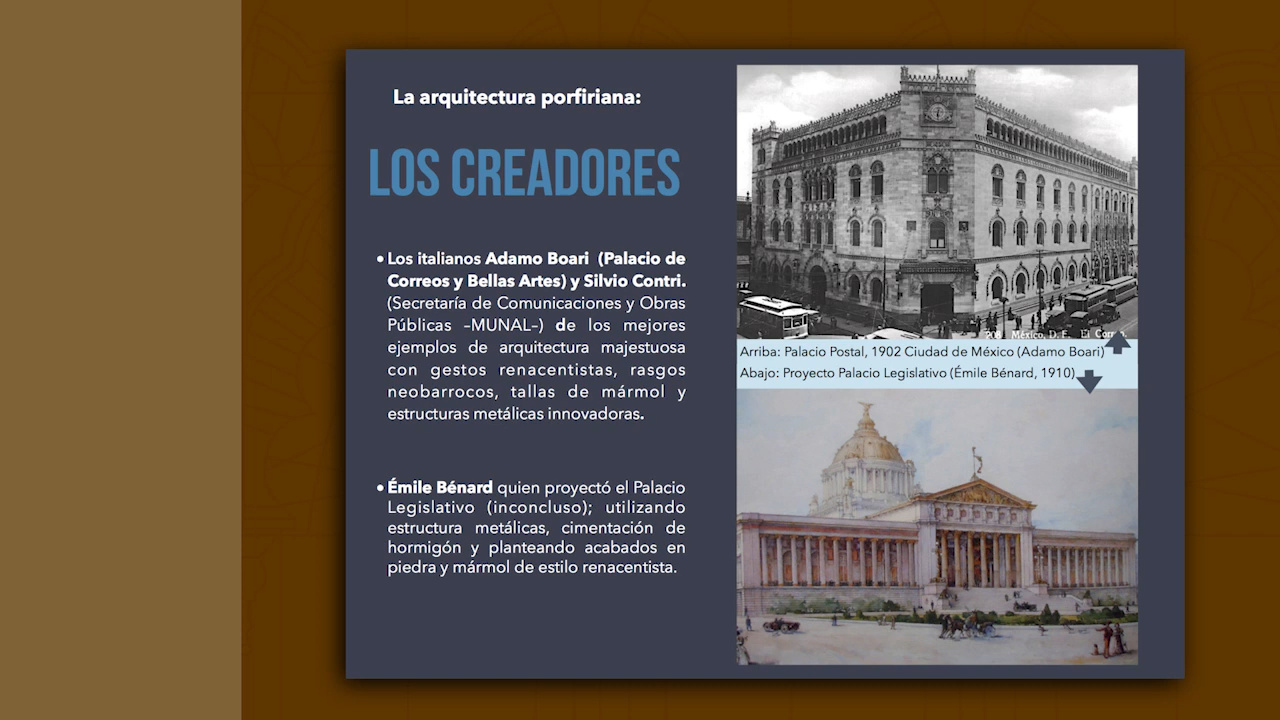 La arquitectura porfiriana:
LOS CREADORES
• Los italianos Adamo Boari (Palacio de
Correos y Bellas Artes) y Silvio Contri.
(Secretaría de Comunicaciones y Obras
Públicas –MUNAL–) de los mejores
ejemplos de arquitectura majestuosa
con gestos renacentistas, rasgos
neobarrocos, tallas de mármol y
estructuras metálicas innovadoras.
• Émile Bénard quien proyectó el Palacio
Legislativo (inconcluso); utilizando
estructura metálicas, cimentación de
hormigón y planteando acabados en
piedra y mármol de estilo renacentista.
México, D. F. El Correo.
Arriba: Palacio Postal, 1902 Ciudad de México (Adamo Boari)
Abajo: Proyecto Palacio Legislativo (Émile Bénard, 1910)